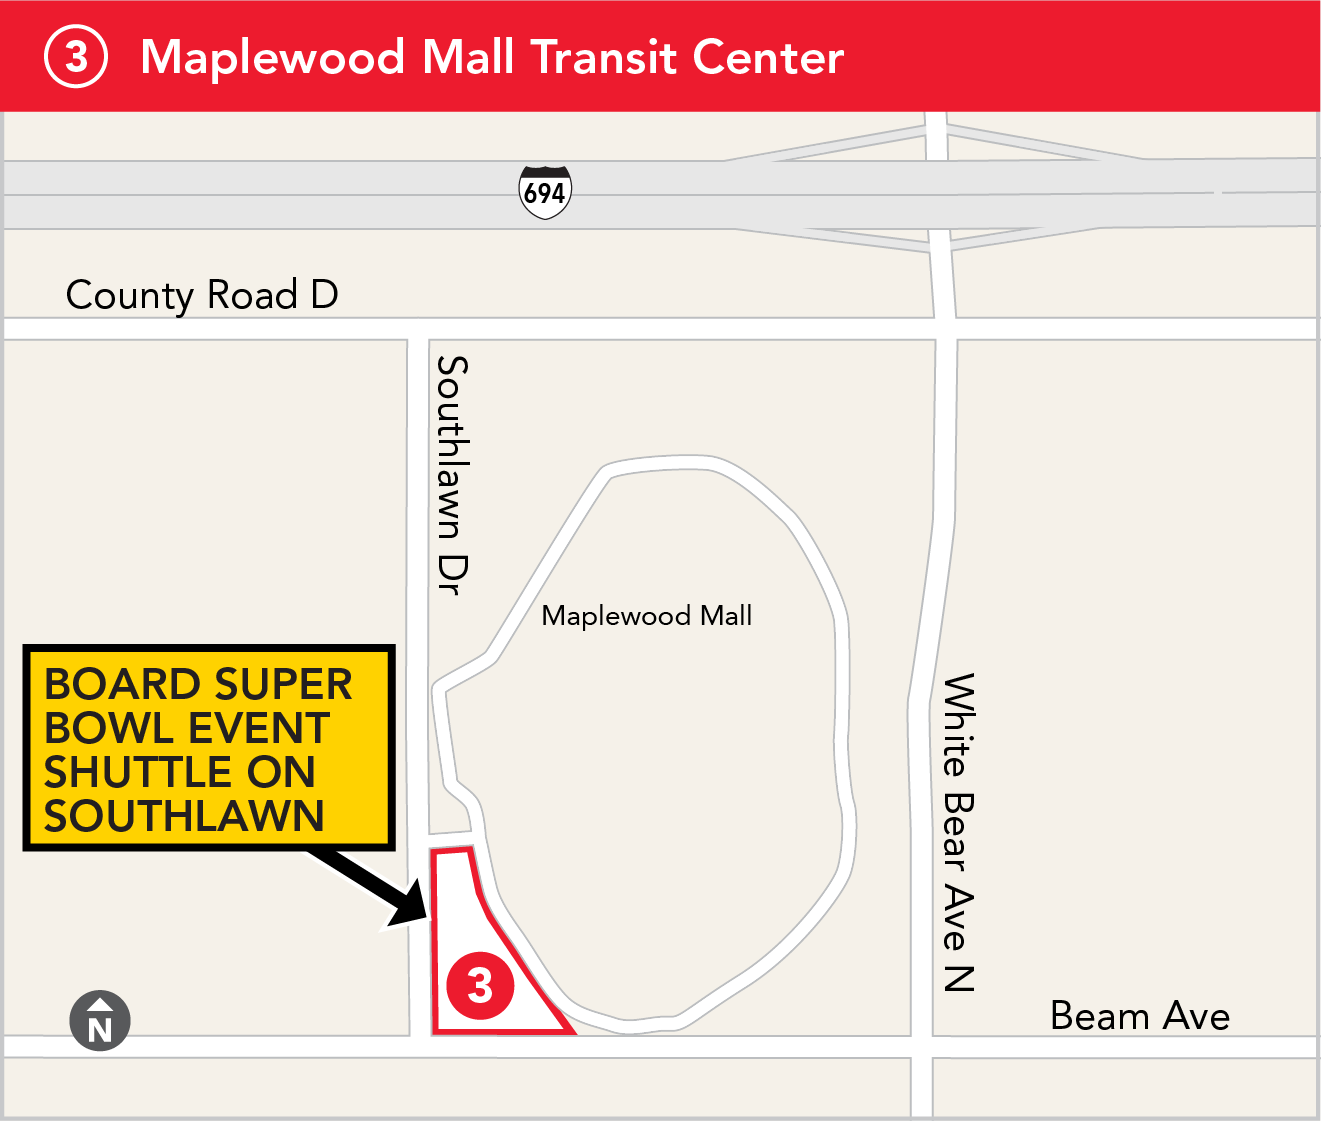 3 Maplewood Mall Transit Center
694
County Road D
Southlawn Dr
Maplewood Mall
BOARD SUPER
BOWL EVENT
SHUTTLE ON
SOUTHLAWN
White Bear Ave N
3
N
Beam Ave